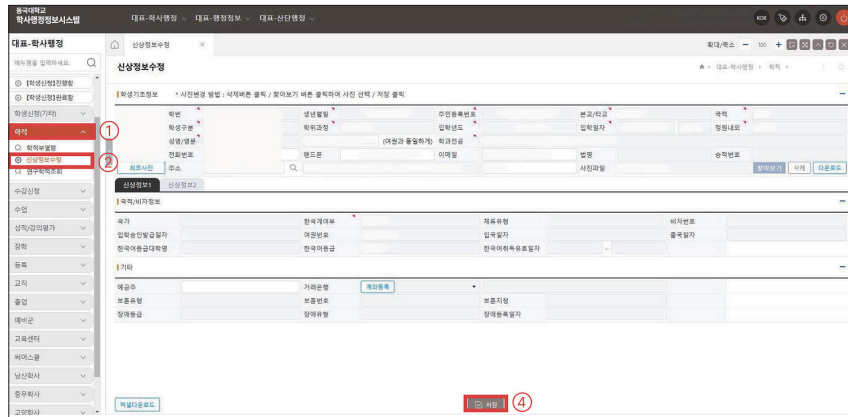 동국대학교
학사행정정보시스템
대표-학사행정
대표-행정정보
대표-산단행정
KOR
대표-학사행정
신상정보수정 ×
확대/축소 − 100 +
메뉴명을 입력하세요.
신상정보수정
대표-학사행정 > 학적 >
[학생신청]진행함
[학생신청]완료함
학생신청(기타)
학적 ①
학적부열람
신상정보수정 ②
연구학적조회
수강신청
수업
성적/강의평가
장학
등록
교직
졸업
예비군
교육센터
써머스쿨
남산학사
충무학사
고양학사
학생기초정보 * 사진변경 방법 : 삭제버튼 클릭 / 찾아보기 버튼 클릭하여 사진 선택 / 저장 클릭
학번 생년월일 주민등록번호 본교/타교 국적
학생구분 학위과정 입학년도 입학일자 정원내외
성명/영문 (여권과 동일하게) 학과전공
전화번호 핸드폰 이메일 법명 승적번호
최초사진 주소 사진파일 찾아보기 삭제 다운로드
신상정보1 신상정보2
국적/비자정보
국가 한국계여부 체류유형 비자번호
입학승인발급일자 여권번호 입국일자 출국일자
한국어등급대학명 한국어등급 한국어취득유효일자 ~
기타
예금주 거래은행 계좌등록
보훈유형 보훈번호 보훈지청
장애등급 장애유형 장애등록일자
엑셀다운로드
저장 ④